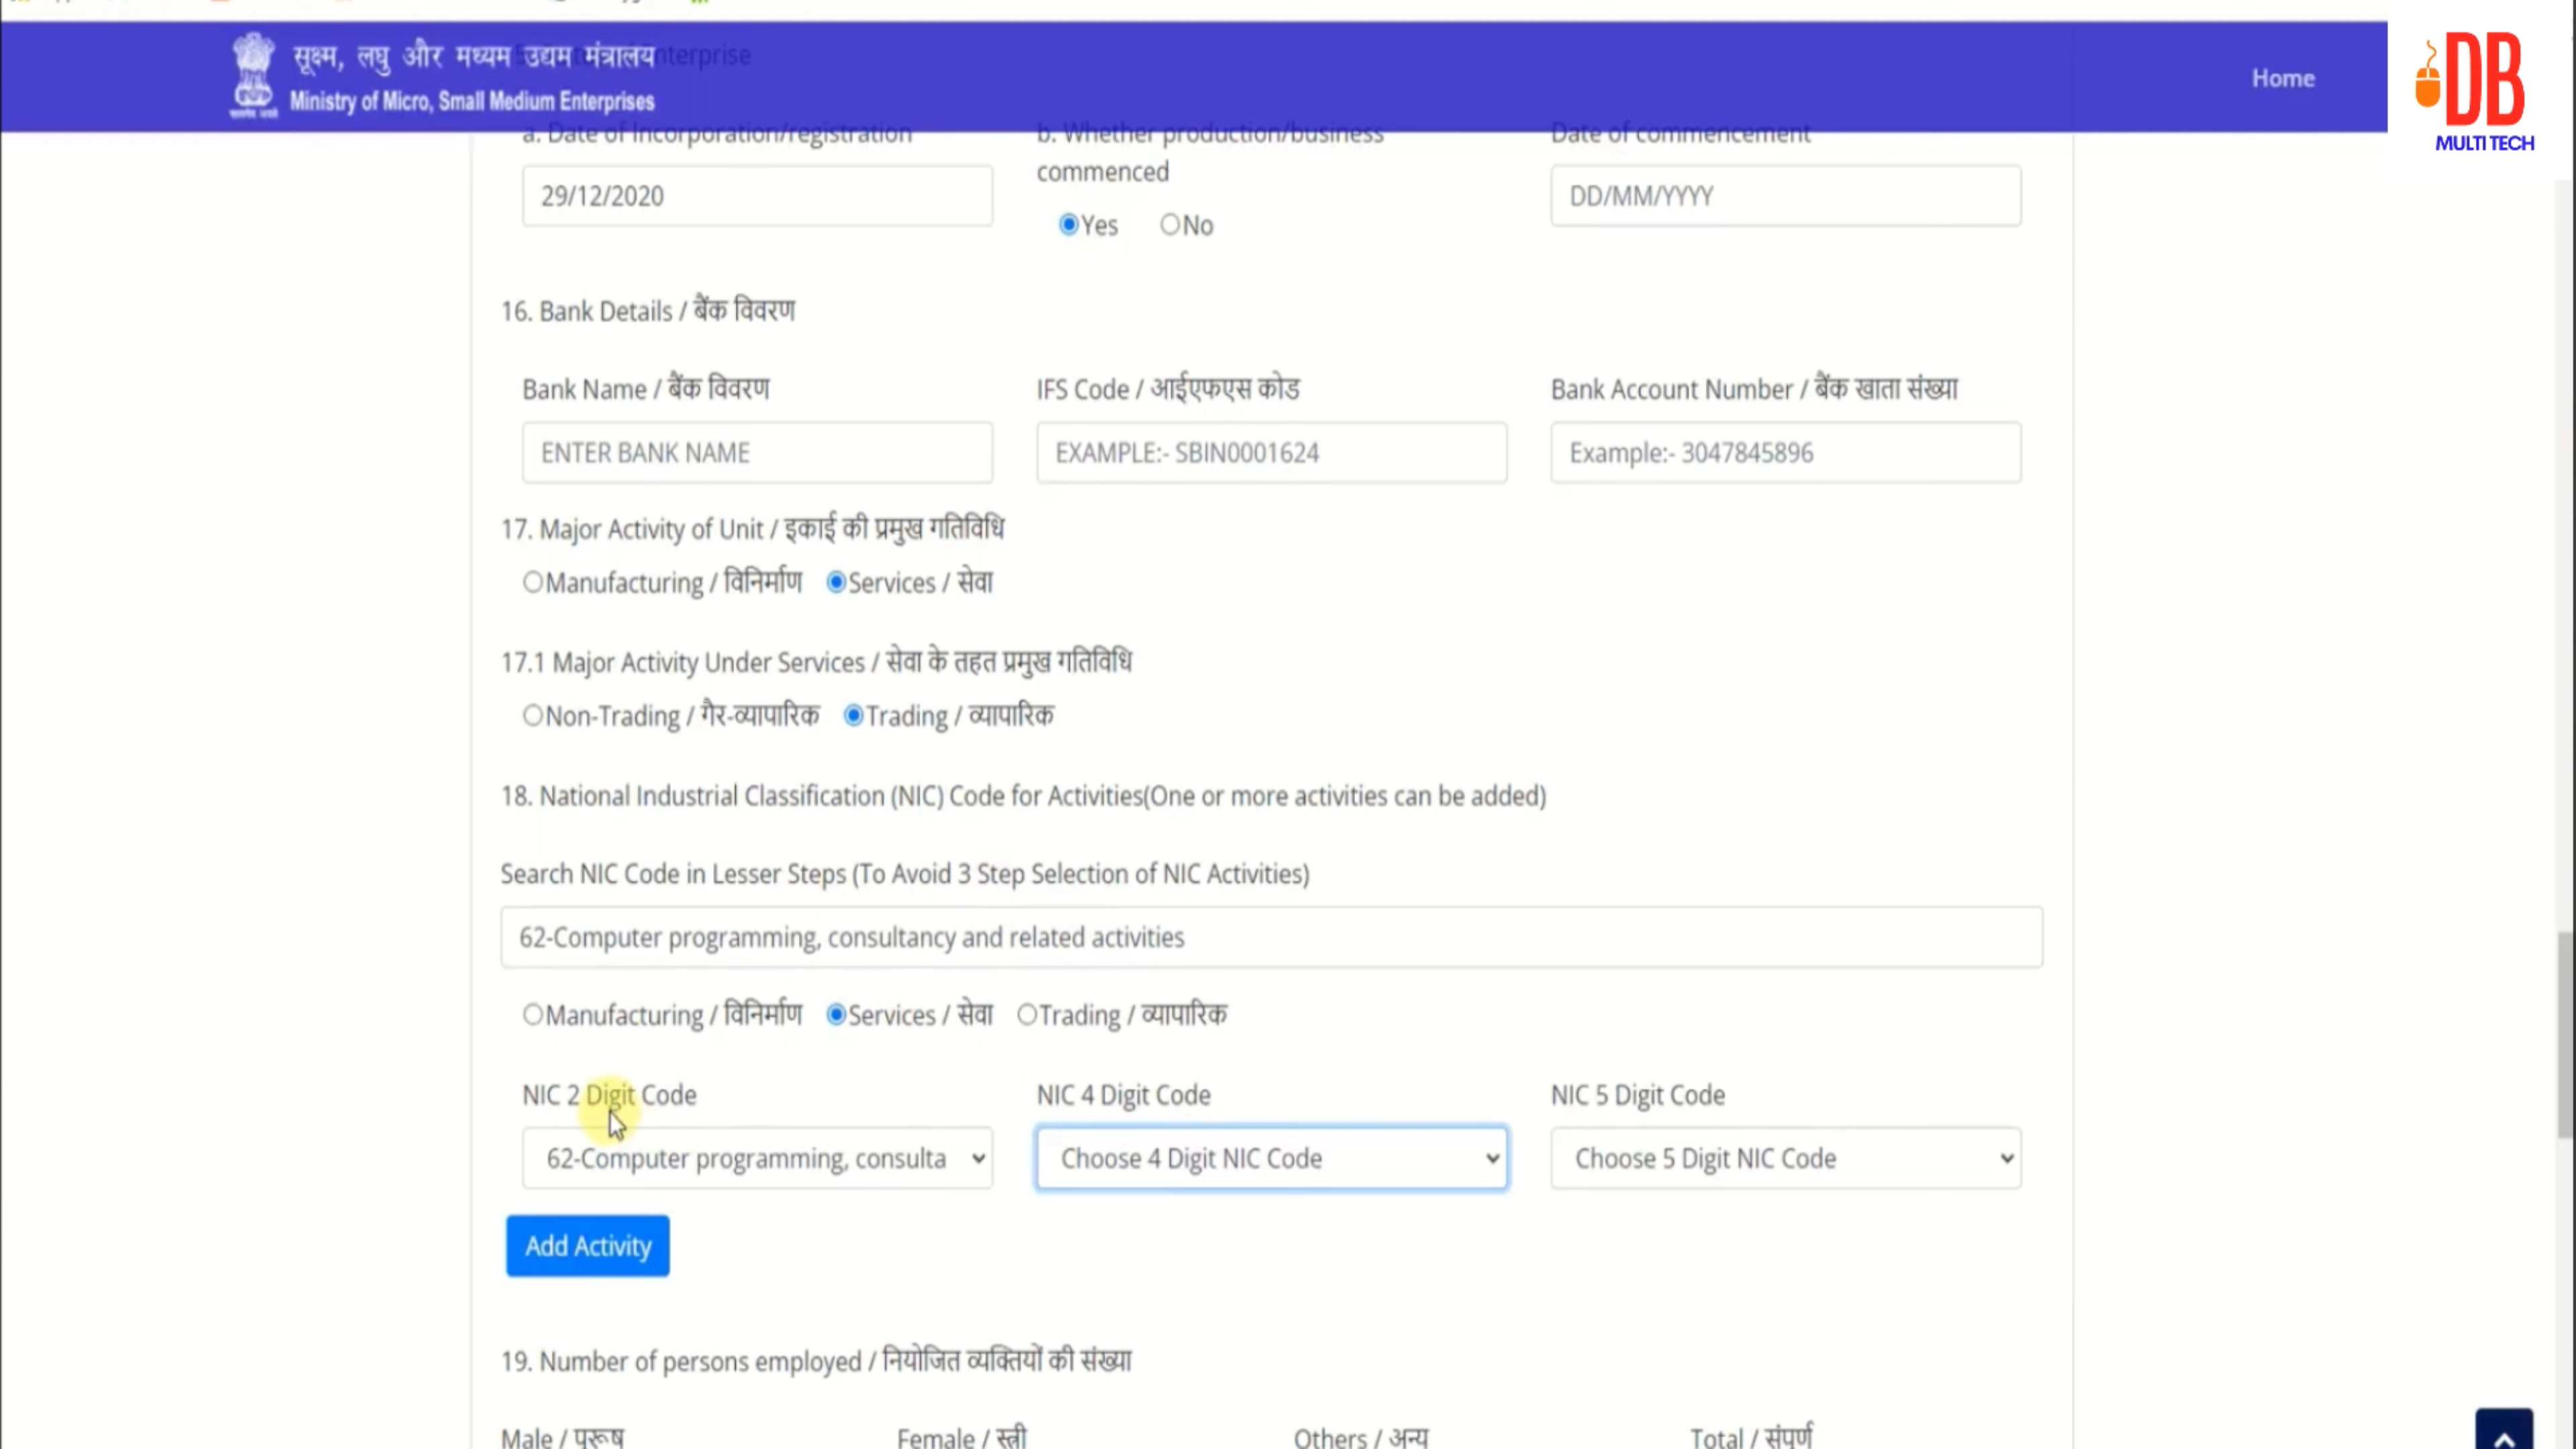 सूक्ष्म, लघु और मध्यम उद्यम मंत्रालय
Ministry of Micro, Small Medium Enterprises
Home
DB
MULTI TECH
a. Date of Incorporation/registration
b. Whether production/business commenced
Date of commencement
29/12/2020
Yes No
DD/MM/YYYY
16. Bank Details / बैंक विवरण
Bank Name / बैंक विवरण
IFS Code / आईएफएस कोड
Bank Account Number / बैंक खाता संख्या
ENTER BANK NAME
EXAMPLE:- SBIN0001624
Example:- 3047845896
17. Major Activity of Unit / इकाई की प्रमुख गतिविधि
Manufacturing / विनिर्माण Services / सेवा
17.1 Major Activity Under Services / सेवा के तहत प्रमुख गतिविधि
Non-Trading / गैर-व्यापारिक Trading / व्यापारिक
18. National Industrial Classification (NIC) Code for Activities(One or more activities can be added)
Search NIC Code in Lesser Steps (To Avoid 3 Step Selection of NIC Activities)
62-Computer programming, consultancy and related activities
Manufacturing / विनिर्माण Services / सेवा Trading / व्यापारिक
NIC 2 Digit Code
NIC 4 Digit Code
NIC 5 Digit Code
62-Computer programming, consulta
Choose 4 Digit NIC Code
Choose 5 Digit NIC Code
Add Activity
19. Number of persons employed / नियोजित व्यक्तियों की संख्या
Male / पुरूष
Female / स्त्री
Others / अन्य
Total / संपूर्ण